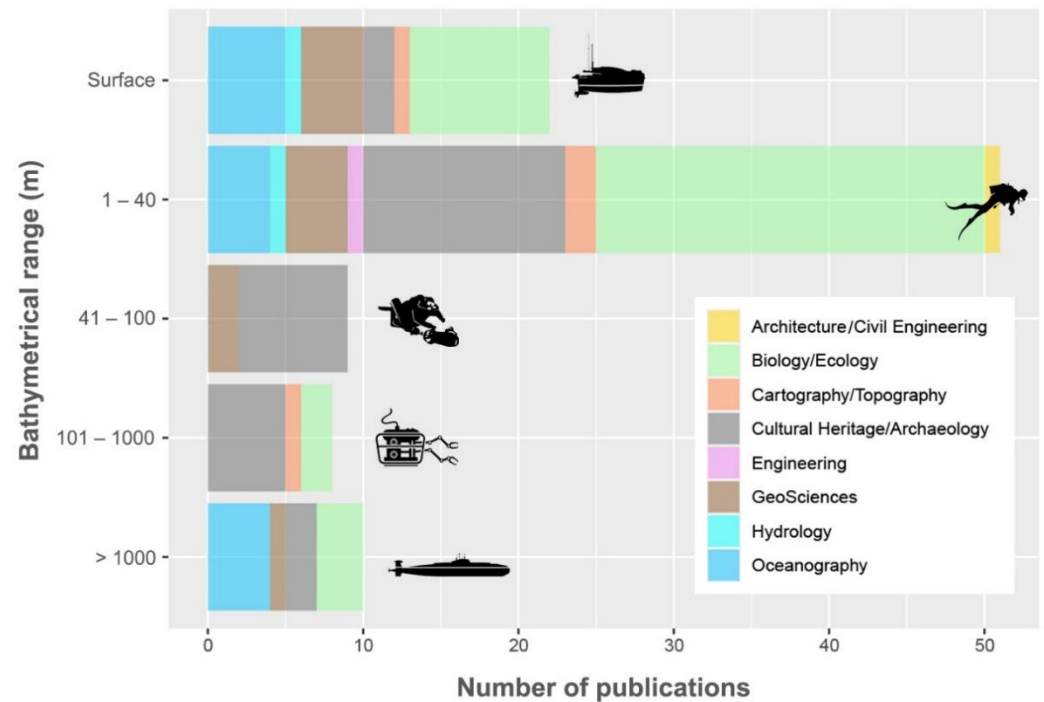 Bathymetrical range (m)
Surface
1 – 40
41 – 100
101 – 1000
> 1000
Architecture/Civil Engineering
Biology/Ecology
Cartography/Topography
Cultural Heritage/Archaeology
Engineering
GeoSciences
Hydrology
Oceanography
0
10
20
30
40
50
Number of publications